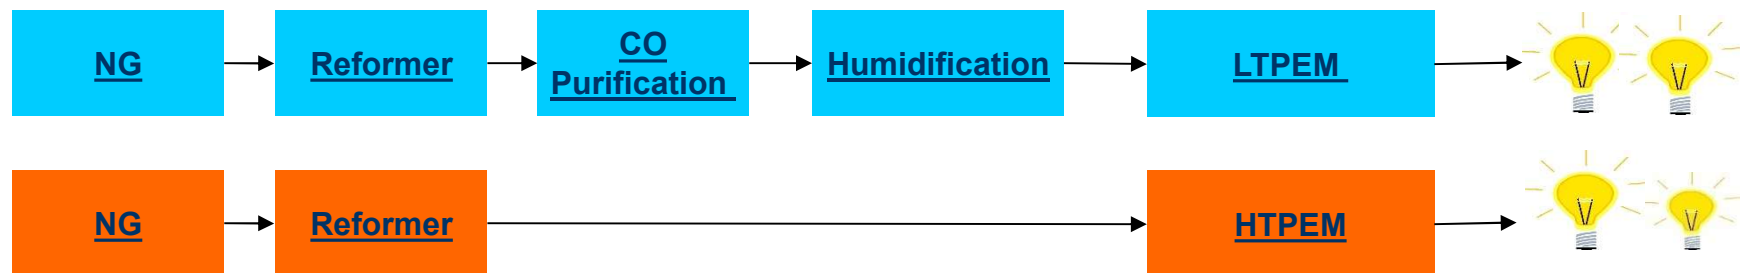 NG
Reformer
CO
Purification
Humidification
LTPEM
NG
Reformer
HTPEM